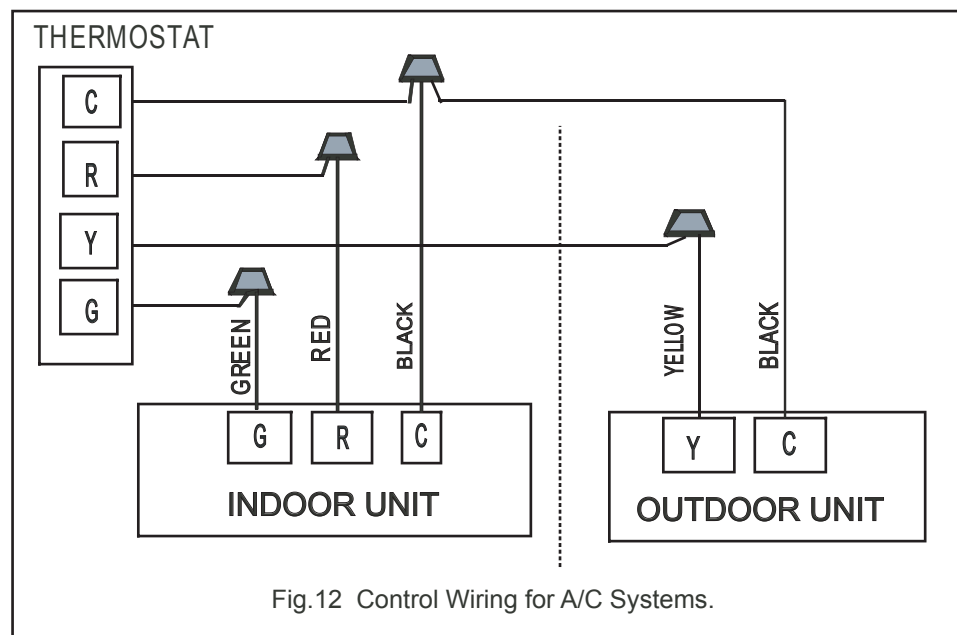 THERMOSTAT
C
R
Y
G
GREEN
RED
BLACK
YELLOW
BLACK
G R C
INDOOR UNIT
Y C
OUTDOOR UNIT
Fig.12 Control Wiring for A/C Systems.